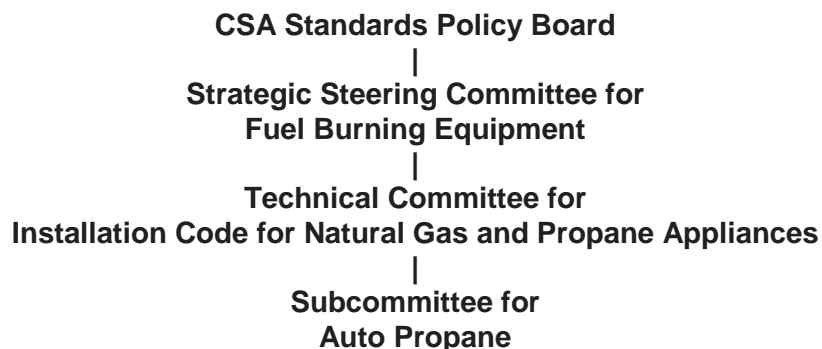 CSA Standards Policy Board
|
Strategic Steering Committee for
Fuel Burning Equipment
|
Technical Committee for
Installation Code for Natural Gas and Propane Appliances
|
Subcommittee for
Auto Propane